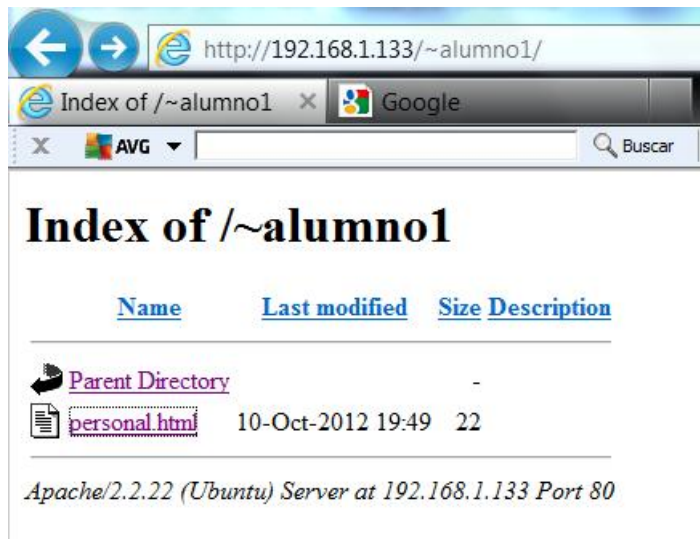 http://192.168.1.133/~alumno1/
Index of /~alumno1 × Google
X AVG Buscar
Index of /~alumno1
Name Last modified Size Description
Parent Directory -
personal.html 10-Oct-2012 19:49 22
Apache/2.2.22 (Ubuntu) Server at 192.168.1.133 Port 80